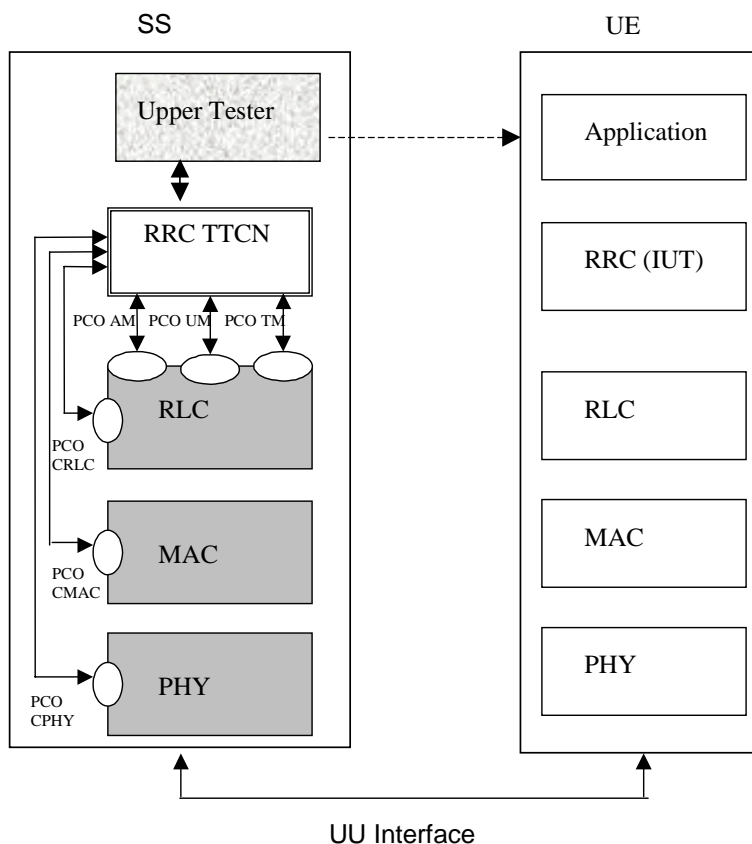 SS
UE
Upper Tester
Application
RRC TTCN
RRC (IUT)
PCO AM
PCO UM
PCO TM
RLC
RLC
PCO
CRLC
MAC
MAC
PCO
CMAC
PHY
PHY
PCO
CPHY
UU Interface